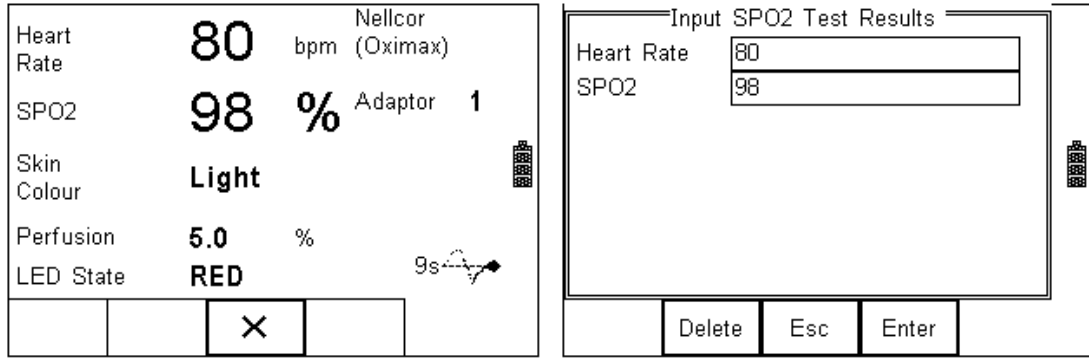 Heart Rate 80 bpm Nellcor (Oximax)
SPO2 98 % Adaptor 1
Skin Colour Light
Perfusion 5.0 %
LED State RED
9s
X
Input SPO2 Test Results
Heart Rate 80
SPO2 98
Delete Esc Enter